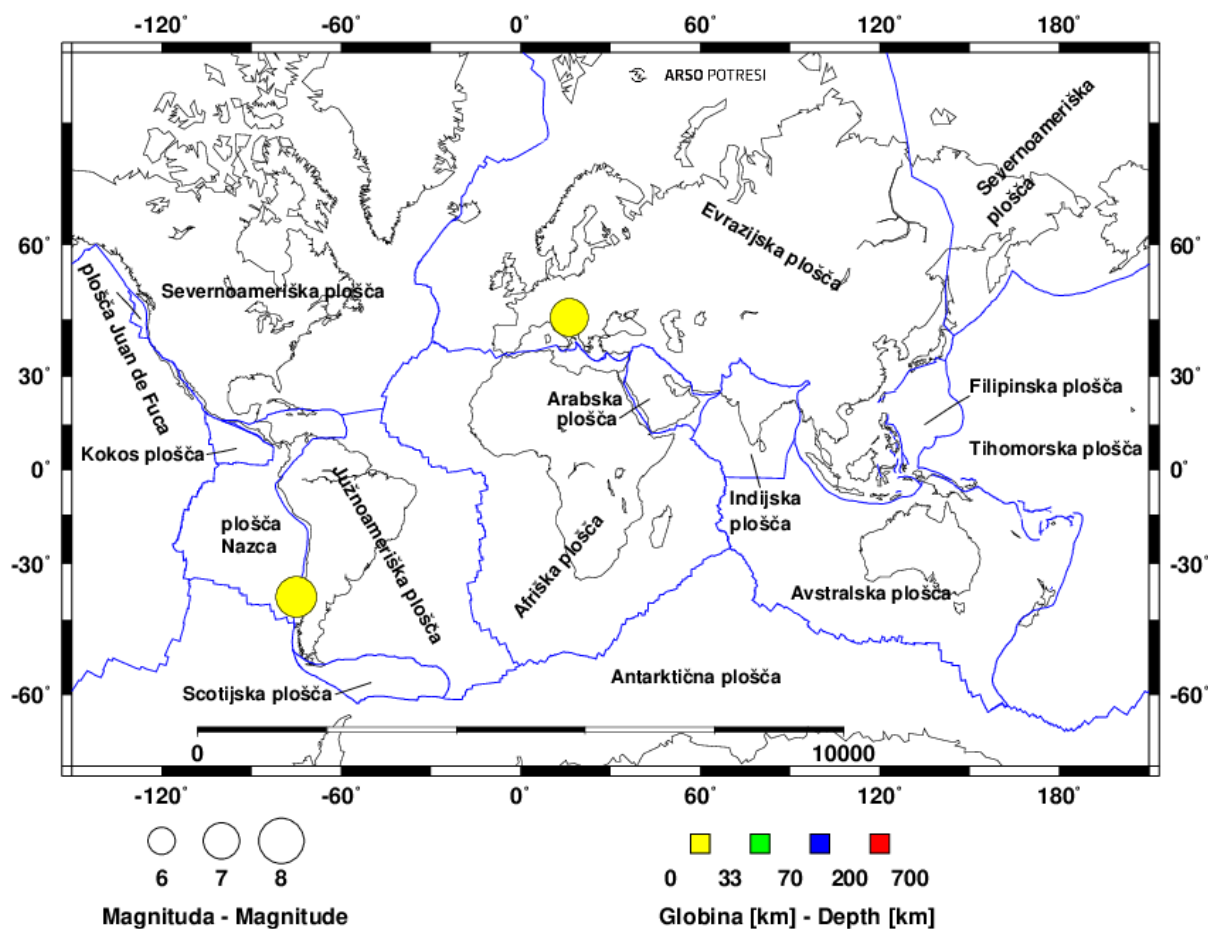 -120° -60° 0° 60° 120° 180°
ARSO POTRESI
Severnoameriška
plošča
Evrazijska plošča
60° 60°
Severnoameriška plošča
plošča Juan de Fuca
30° 30°
Arabska
plošča
Filipinska plošča
Kokos plošča
Tihomorska plošča
0° 0°
Južnoameriška plošča
Indijska
plošča
plošča
Nazca
Afriška plošča
-30° -30°
Avstralska plošča
Antarktična plošča
Scotijska plošča
-60° -60°
0 10000
-120° -60° 0° 60° 120° 180°
6 7 8
0 33 70 200 700
Magnituda - Magnitude
Globina [km] - Depth [km]